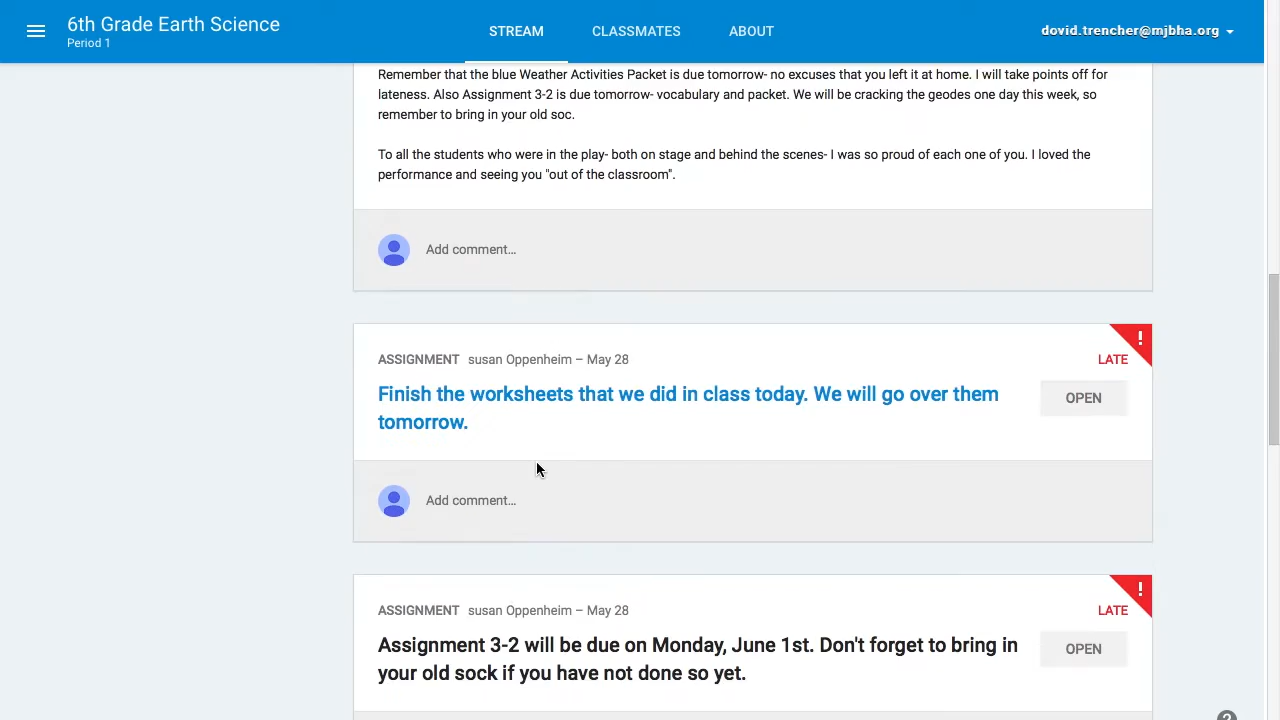 6th Grade Earth Science
Period 1
STREAM
CLASSMATES
ABOUT
dovid.trencher@mjbha.org
Remember that the blue Weather Activities Packet is due tomorrow- no excuses that you left it at home. I will take points off for
lateness. Also Assignment 3-2 is due tomorrow- vocabulary and packet. We will be cracking the geodes one day this week, so
remember to bring in your old soc.
To all the students who were in the play- both on stage and behind the scenes- I was so proud of each one of you. I loved the
performance and seeing you "out of the classroom".
Add comment...
ASSIGNMENT susan Oppenheim – May 28
!
LATE
Finish the worksheets that we did in class today. We will go over them
tomorrow.
OPEN
Add comment...
ASSIGNMENT susan Oppenheim – May 28
!
LATE
Assignment 3-2 will be due on Monday, June 1st. Don't forget to bring in
your old sock if you have not done so yet.
OPEN
?